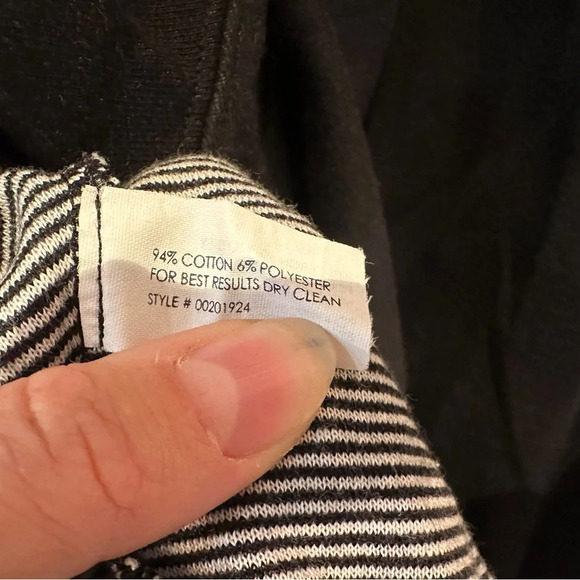 94% COTTON 6% POLYESTER
FOR BEST RESULTS DRY CLEAN
STYLE # 00201924